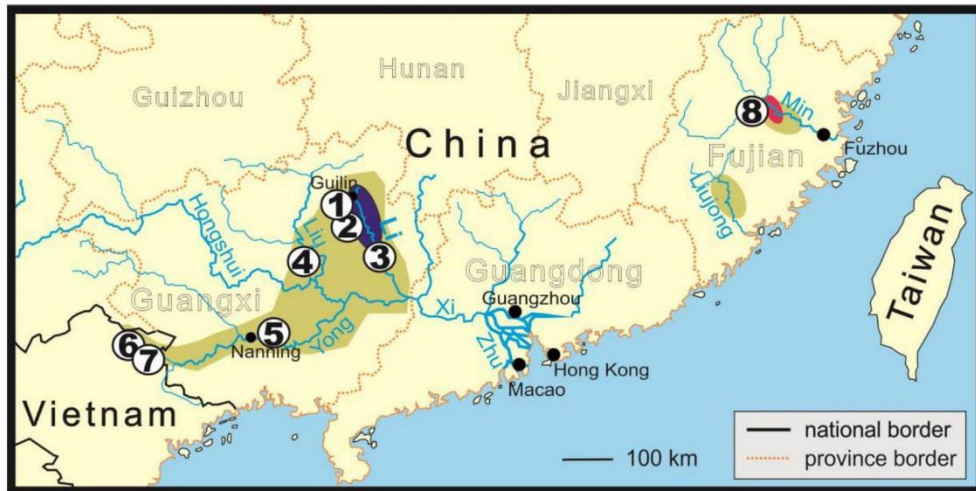 Guizhou
Hunan
Jiangxi
China
8
Min
Fuzhou
Fujian
Guilin
1
2
Li
3
Hongshui
Liu
4
Jiujong
Guangxi
Guangdong
Guangzhou
Xi
Taiwan
5
Nanning
Yong
6
7
Zhu
Hong Kong
Macao
Vietnam
100 km
national border
province border